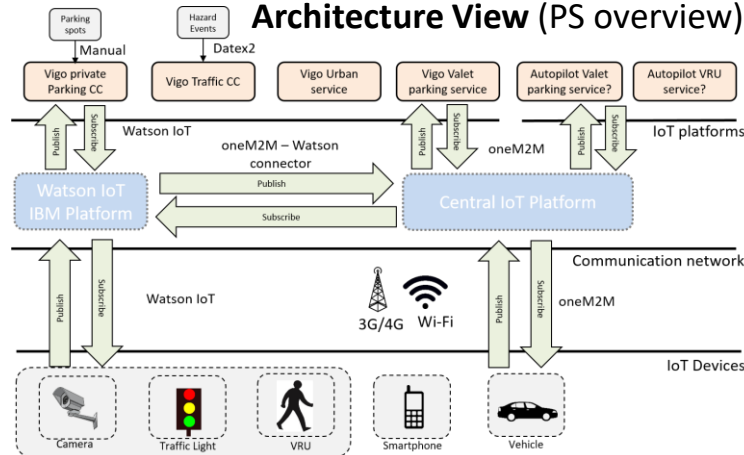 Architecture View (PS overview)
Parking
spots
Hazard
Events
Manual
Datex2
Vigo private
Parking CC
Vigo Traffic CC
Vigo Urban
service
Vigo Valet
parking service
Autopilot Valet
parking service?
Autopilot VRU
service?
Publish
Subscribe
Watson IoT
oneM2M – Watson
connector
Publish
Subscribe
oneM2M
Publish
Subscribe
IoT platforms
Watson IoT
IBM Platform
Publish
Subscribe
Central IoT Platform
Communication network
Publish
Subscribe
Watson IoT
3G/4G
Wi-Fi
Publish
Subscribe
oneM2M
IoT Devices
Camera
Traffic Light
VRU
Smartphone
Vehicle